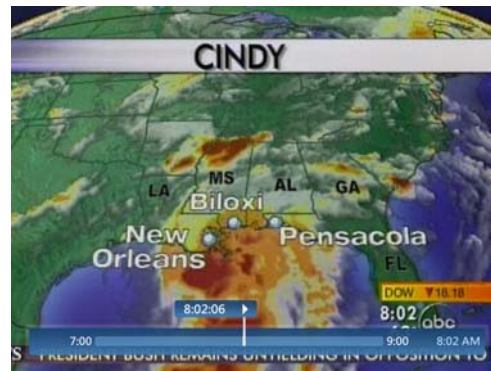 CINDY
MS
AL
GA
LA
Biloxi
New
Orleans
Pensacola
FL
DOW ▼18.18
8:02
abc
8:02:06
7:00
9:00
8:02 AM
S PRESIDENT BUSH REMAINS UNYIELDING IN OPPOSITION TO